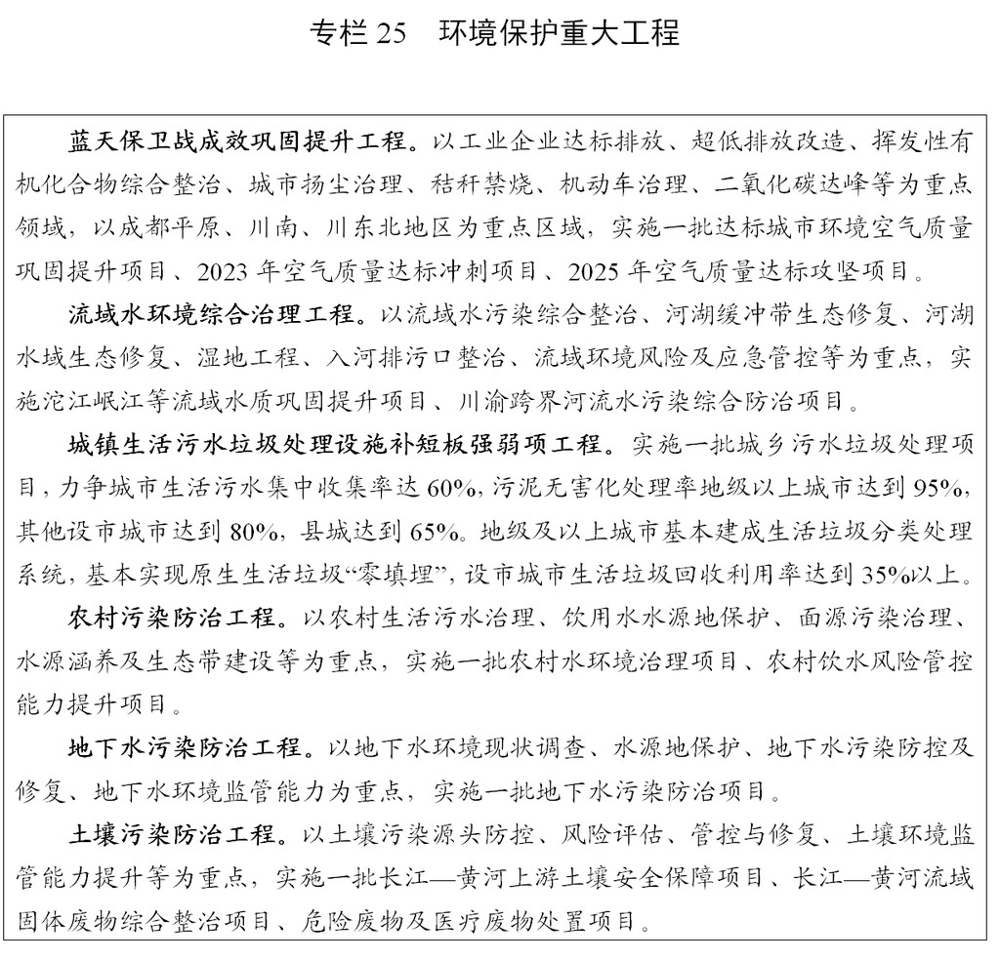 专栏 25 环境保护重大工程
蓝天保卫战成效巩固提升工程。以工业企业达标排放、超低排放改造、挥发性有
机化合物综合整治、城市扬尘治理、秸秆禁烧、机动车治理、二氧化碳达峰等为重点
领域，以成都平原、川南、川东北地区为重点区域，实施一批达标城市环境空气质量
巩固提升项目、2023 年空气质量达标冲刺项目、2025 年空气质量达标攻坚项目。
流域水环境综合治理工程。以流域水污染综合整治、河湖缓冲带生态修复、河湖
水域生态修复、湿地工程、入河排污口整治、流域环境风险及应急管控等为重点，实
施沱江岷江等流域水质巩固提升项目、川渝跨界河流水污染综合防治项目。
城镇生活污水垃圾处理设施补短板强弱项工程。实施一批城乡污水垃圾处理项
目，力争城市生活污水集中收集率达 60%，污泥无害化处理率地级以上城市达到 95%，
其他设市城市达到 80%，县城达到 65%。地级及以上城市基本建成生活垃圾分类处理
系统，基本实现原生生活垃圾“零填埋”，设市城市生活垃圾回收利用率达到 35%以上。
农村污染防治工程。以农村生活污水治理、饮用水水源地保护、面源污染治理、
水源涵养及生态带建设等为重点，实施一批农村水环境治理项目、农村饮水风险管控
能力提升项目。
地下水污染防治工程。以地下水环境现状调查、水源地保护、地下水污染防控及
修复、地下水环境监管能力为重点，实施一批地下水污染防治项目。
土壤污染防治工程。以土壤污染源头防控、风险评估、管控与修复、土壤环境监
管能力提升等为重点，实施一批长江—黄河上游土壤安全保障项目、长江—黄河流域
固体废物综合整治项目、危险废物及医疗废物处置项目。